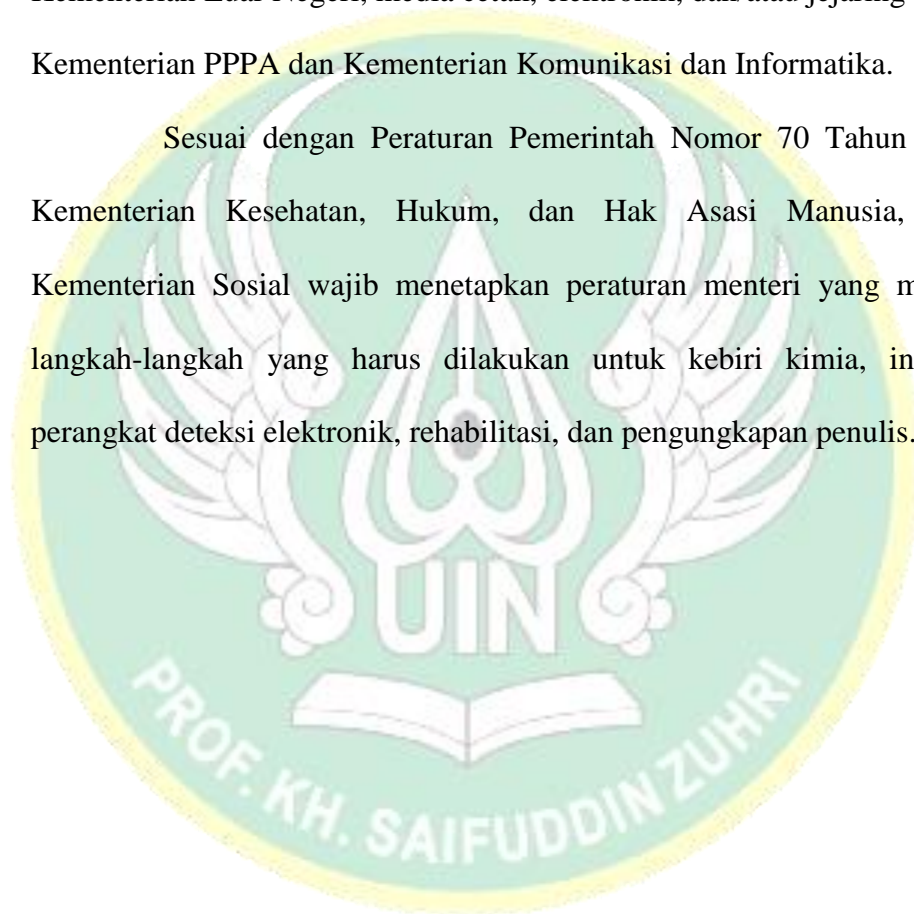 Kementerian PPPA dan Kementerian Komunikasi dan Informatika.
Sesuai dengan Peraturan Pemerintah Nomor 70 Tahun
Kementerian Kesehatan, Hukum, dan Hak Asasi Manusia,
Kementerian Sosial wajib menetapkan peraturan menteri yang
langkah-langkah yang harus dilakukan untuk kebiri kimia,
perangkat deteksi elektronik, rehabilitasi, dan pengungkapan penulis.
UIN
PROF. KH. SAIFUDDIN ZUHRI